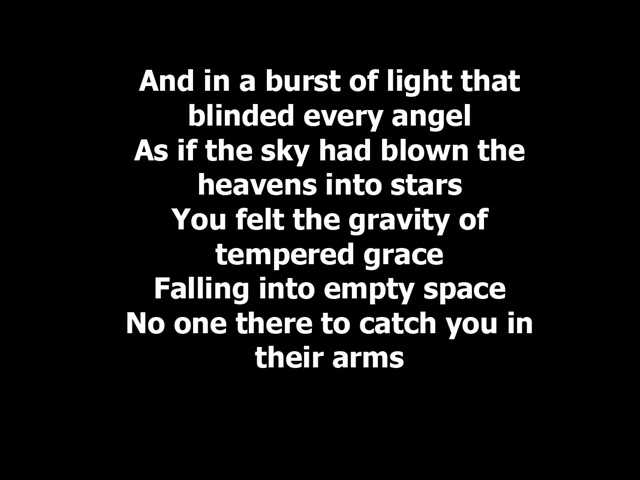 And in a burst of light that
blinded every angel
As if the sky had blown the
heavens into stars
You felt the gravity of
tempered grace
Falling into empty space
No one there to catch you in
their arms